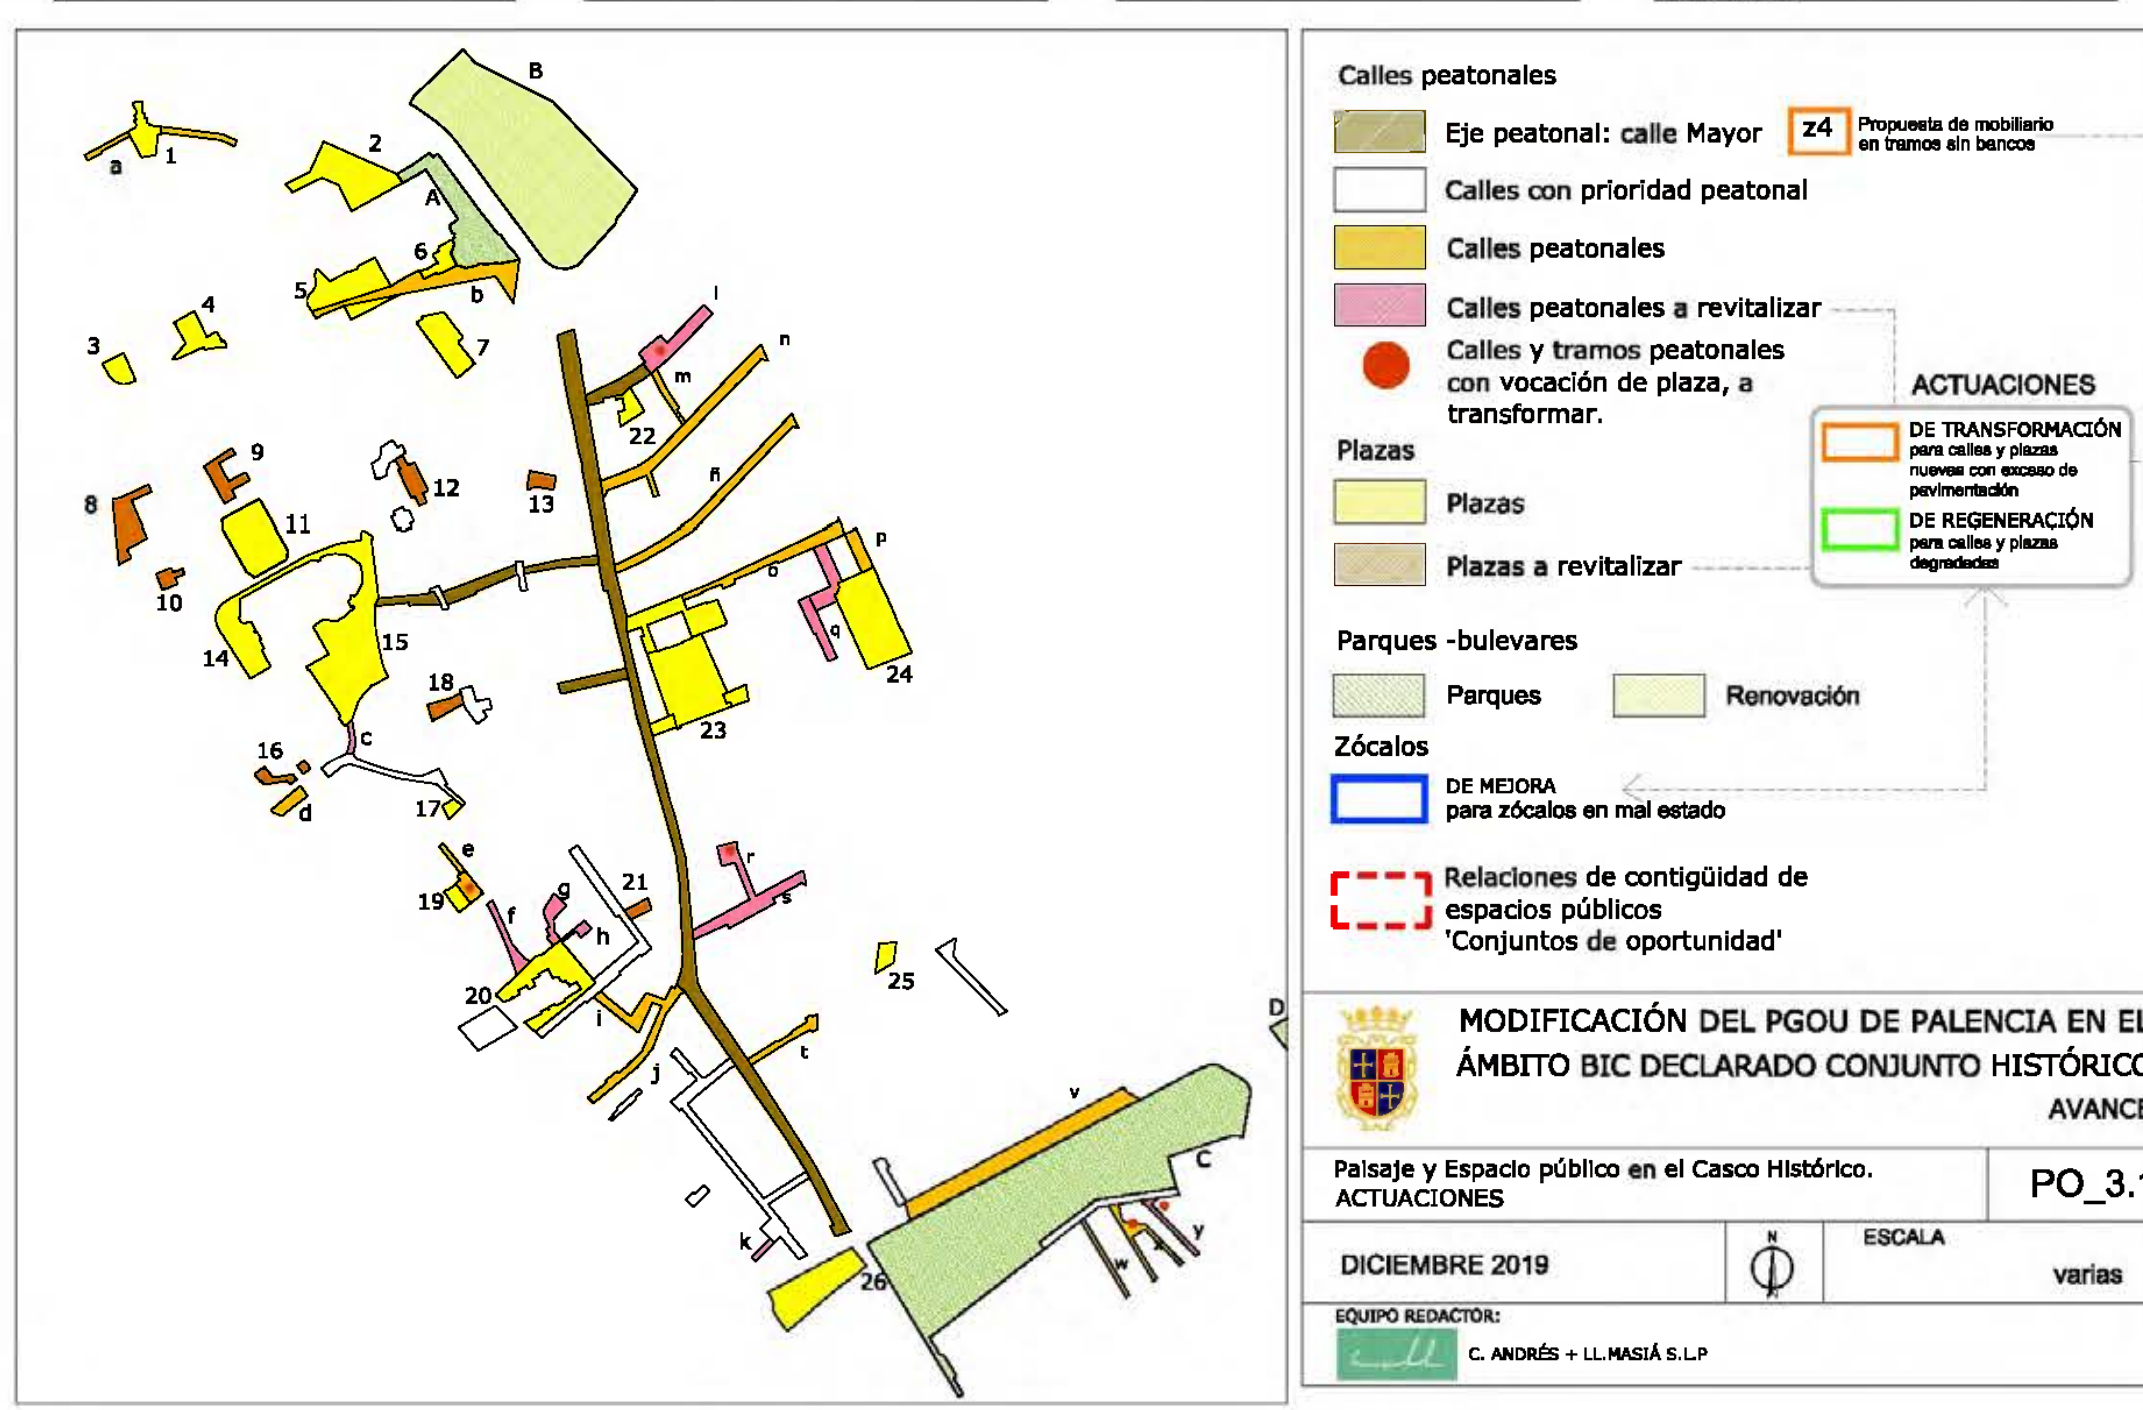 B
2
a
1
A
6
5
b
4
3
7
l
n
m
22
ñ
9
12
8
13
11
p
10
o
q
15
14
24
18
23
c
16
17
d
e
r
g
21
s
19
f
h
25
20
D
i
t
j
v
C
y
k
x
w
26
Calles peatonales
Eje peatonal: calle Mayor
z4
Propuesta de mobiliario
en tramos sin bancos
Calles con prioridad peatonal
Calles peatonales
Calles peatonales a revitalizar
Calles y tramos peatonales
con vocación de plaza, a
transformar.
ACTUACIONES
DE TRANSFORMACIÓN
para calles y plazas
nuevas con exceso de
pavimentación
DE REGENERACIÓN
para calles y plazas
degradadas
Plazas
Plazas
Plazas a revitalizar
Parques -bulevares
Parques
Renovación
Zócalos
DE MEJORA
para zócalos en mal estado
Relaciones de contigüidad de
espacios públicos
'Conjuntos de oportunidad'
MODIFICACIÓN DEL PGOU DE PALENCIA EN EL
ÁMBITO BIC DECLARADO CONJUNTO HISTÓRICO
AVANCE
Paisaje y Espacio público en el Casco Histórico.
ACTUACIONES
PO_3.1
DICIEMBRE 2019
N
ESCALA
varias
EQUIPO REDACTOR:
C. ANDRÉS + LL.MASIÁ S.L.P